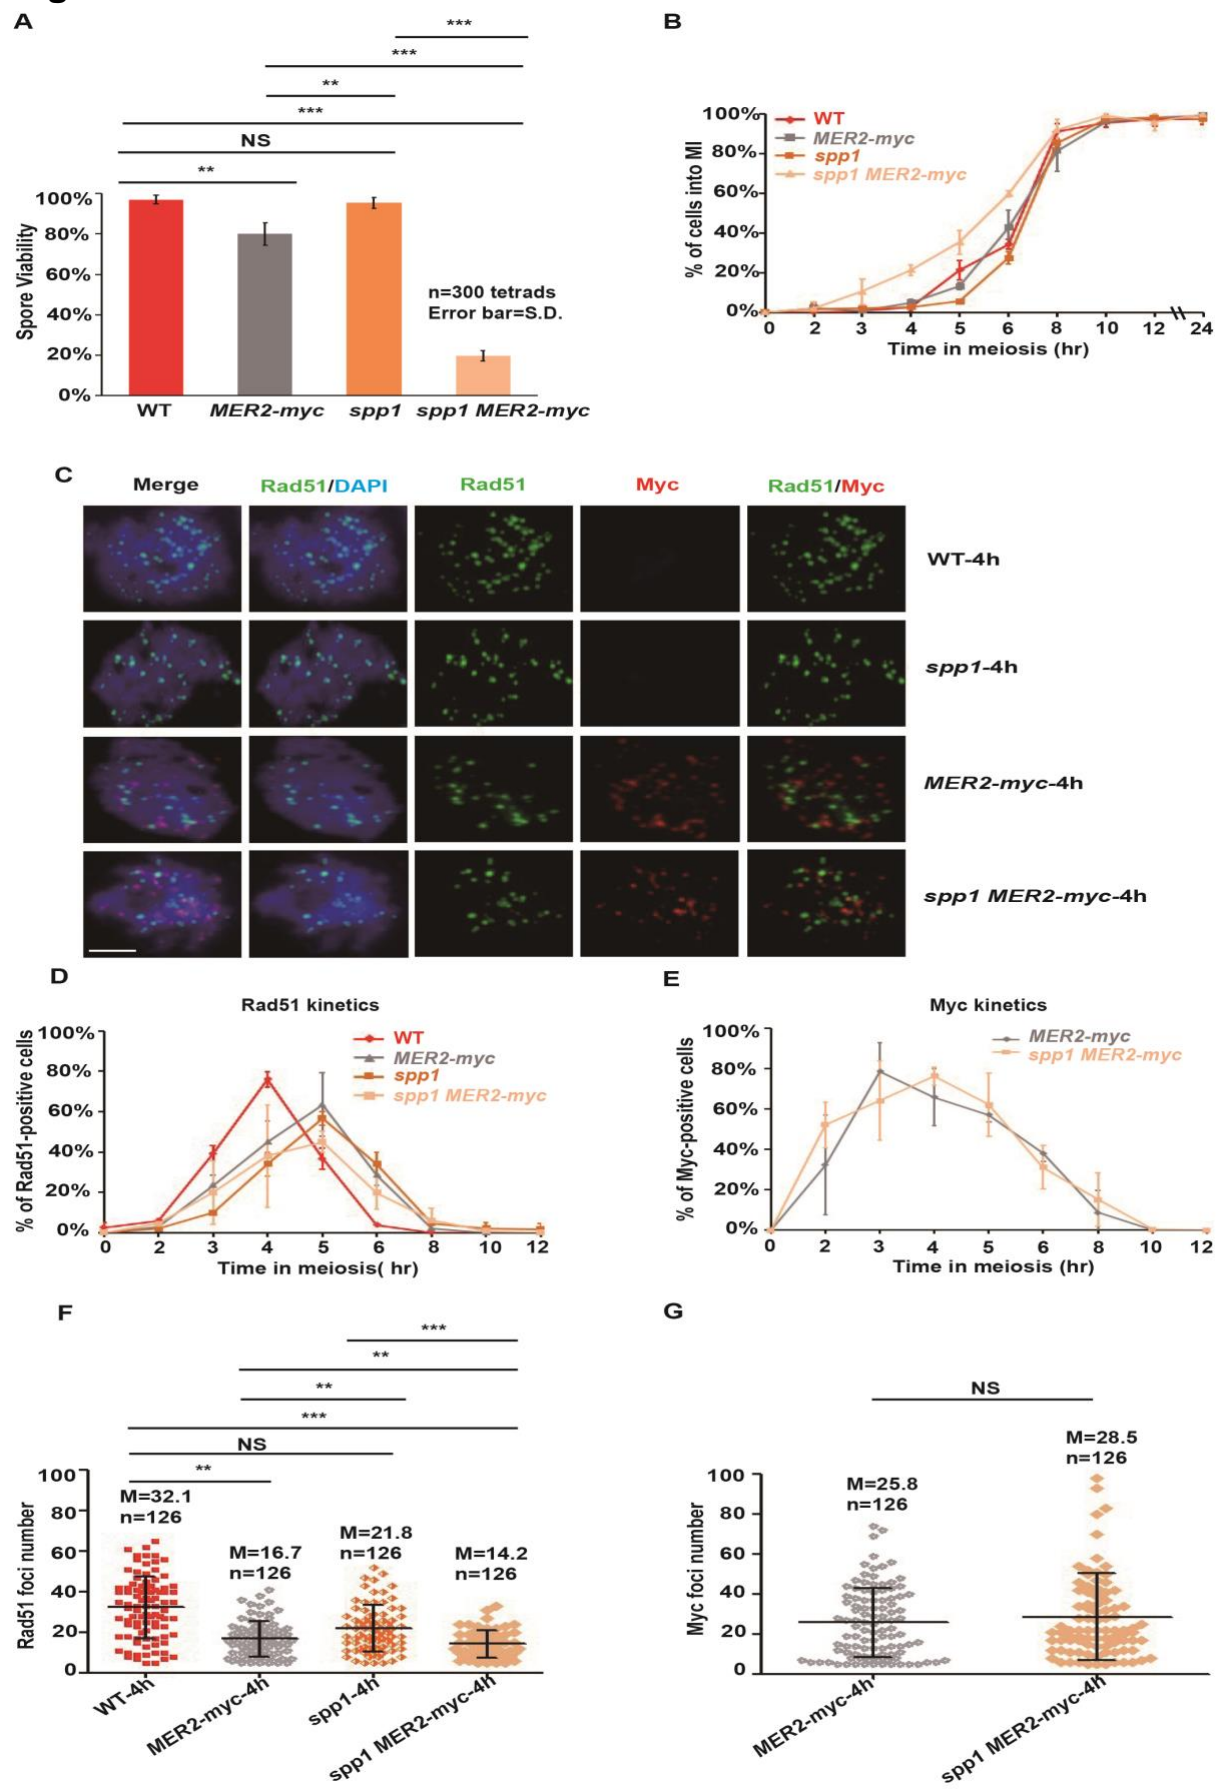 A
***
***
**
***
NS
**
100%
80%
60%
40%
20%
0%
Spore Viability
n=300 tetrads
Error bar=S.D.
WT MER2-myc spp1 spp1 MER2-myc
B
100%
80%
60%
40%
20%
0%
% of cells into MI
WT
MER2-myc
spp1
spp1 MER2-myc
0 2 3 4 5 6 8 10 12 24
Time in meiosis (hr)
C
Merge Rad51/DAPI Rad51 Myc Rad51/Myc
WT-4h
spp1-4h
MER2-myc-4h
spp1 MER2-myc-4h
D
Rad51 kinetics
100%
80%
60%
40%
20%
0%
% of Rad51-positive cells
WT
MER2-myc
spp1
spp1 MER2-myc
0 2 3 4 5 6 8 10 12
Time in meiosis( hr)
E
Myc kinetics
100%
80%
60%
40%
20%
0%
% of Myc-positive cells
MER2-myc
spp1 MER2-myc
0 2 3 4 5 6 8 10 12
Time in meiosis (hr)
F
***
**
**
***
NS
**
100
80
60
40
20
0
Rad51 foci number
M=32.1
n=126
M=16.7
n=126
M=21.8
n=126
M=14.2
n=126
WT-4h
MER2-myc-4h
spp1-4h
spp1 MER2-myc-4h
G
NS
100
80
60
40
20
0
Myc foci number
M=25.8
n=126
M=28.5
n=126
MER2-myc-4h
spp1 MER2-myc-4h